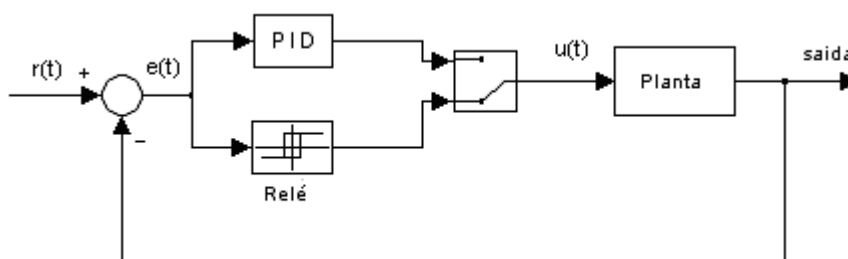 PID
r(t)
+
e(t)
u(t)
Planta
saida
-
Relé